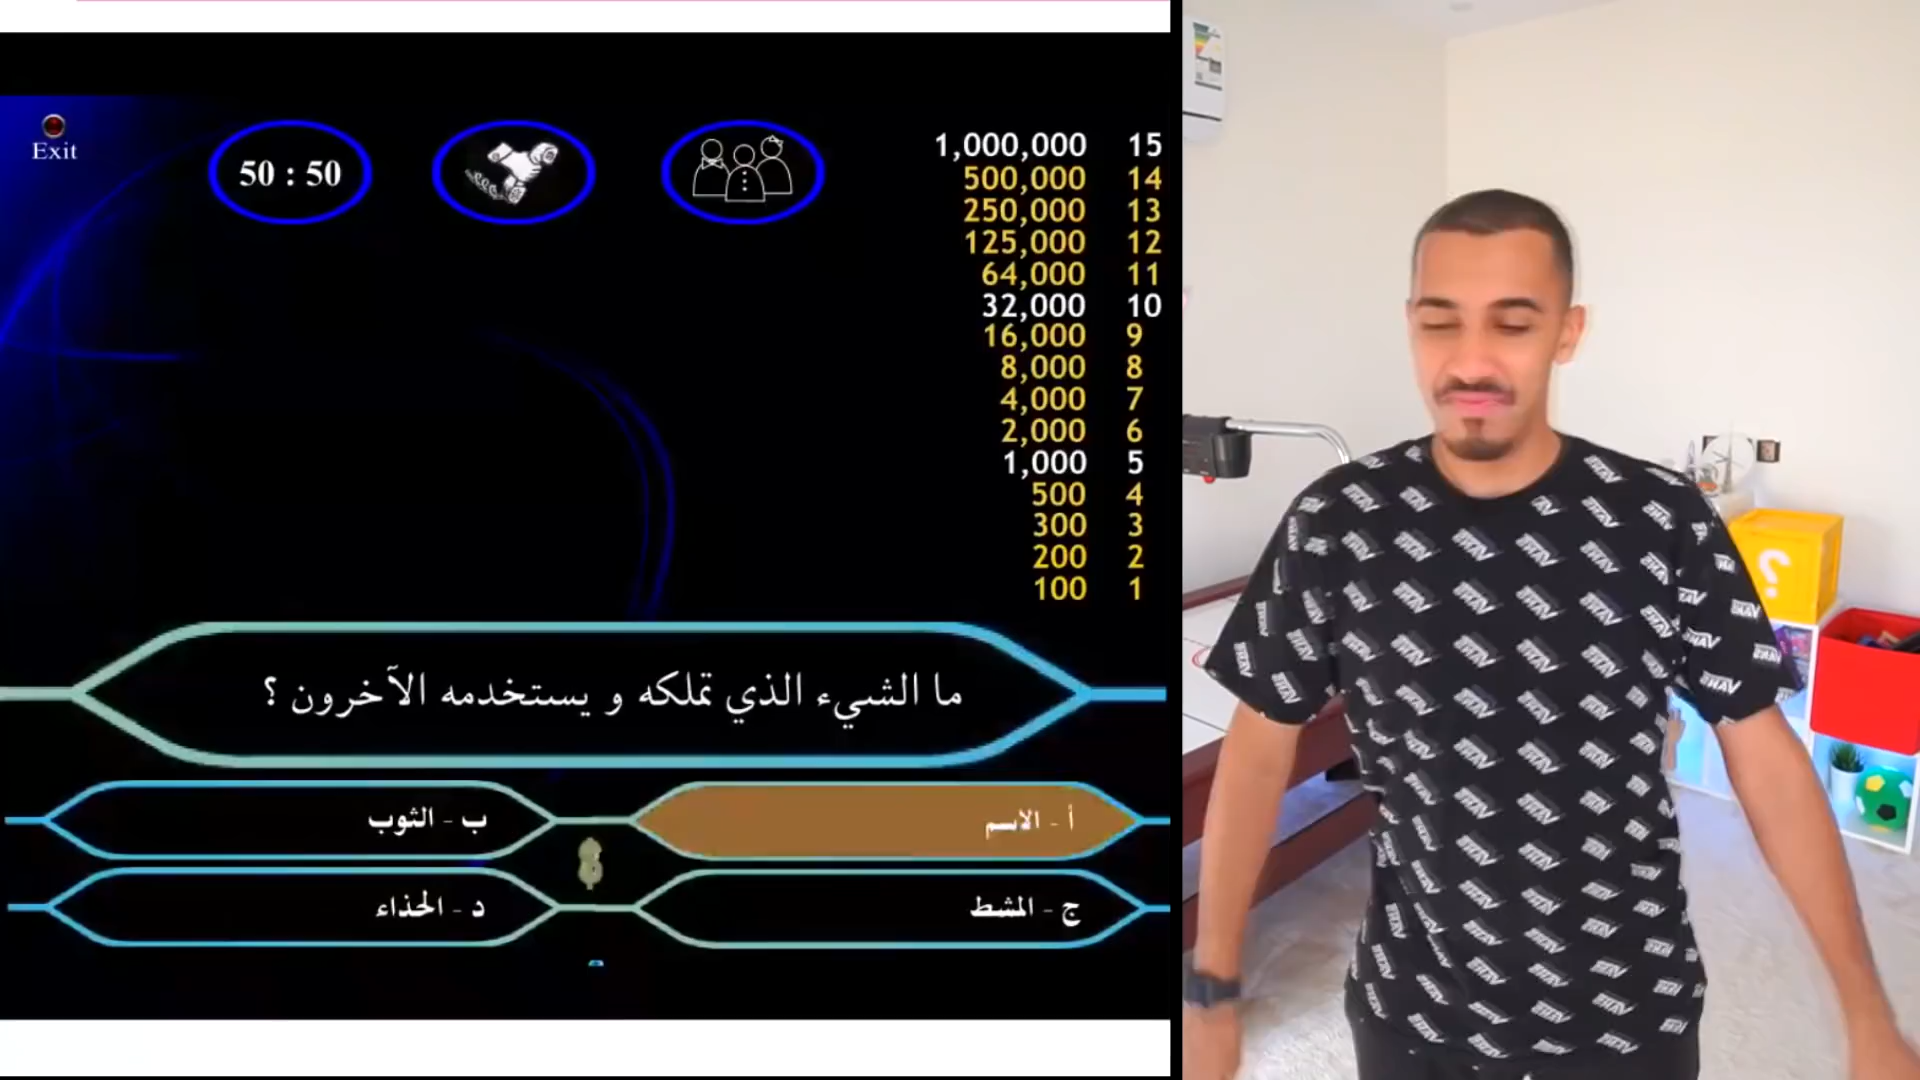 Exit
50 : 50
1,000,000 15
500,000 14
250,000 13
125,000 12
64,000 11
32,000 10
16,000 9
8,000 8
4,000 7
2,000 6
1,000 5
500 4
300 3
200 2
100 1
ما الشيء الذي تملكه و يستخدمه الآخرون ؟
أ - الاسم
ب - الثوب
ج - المشط
د - الحذاء